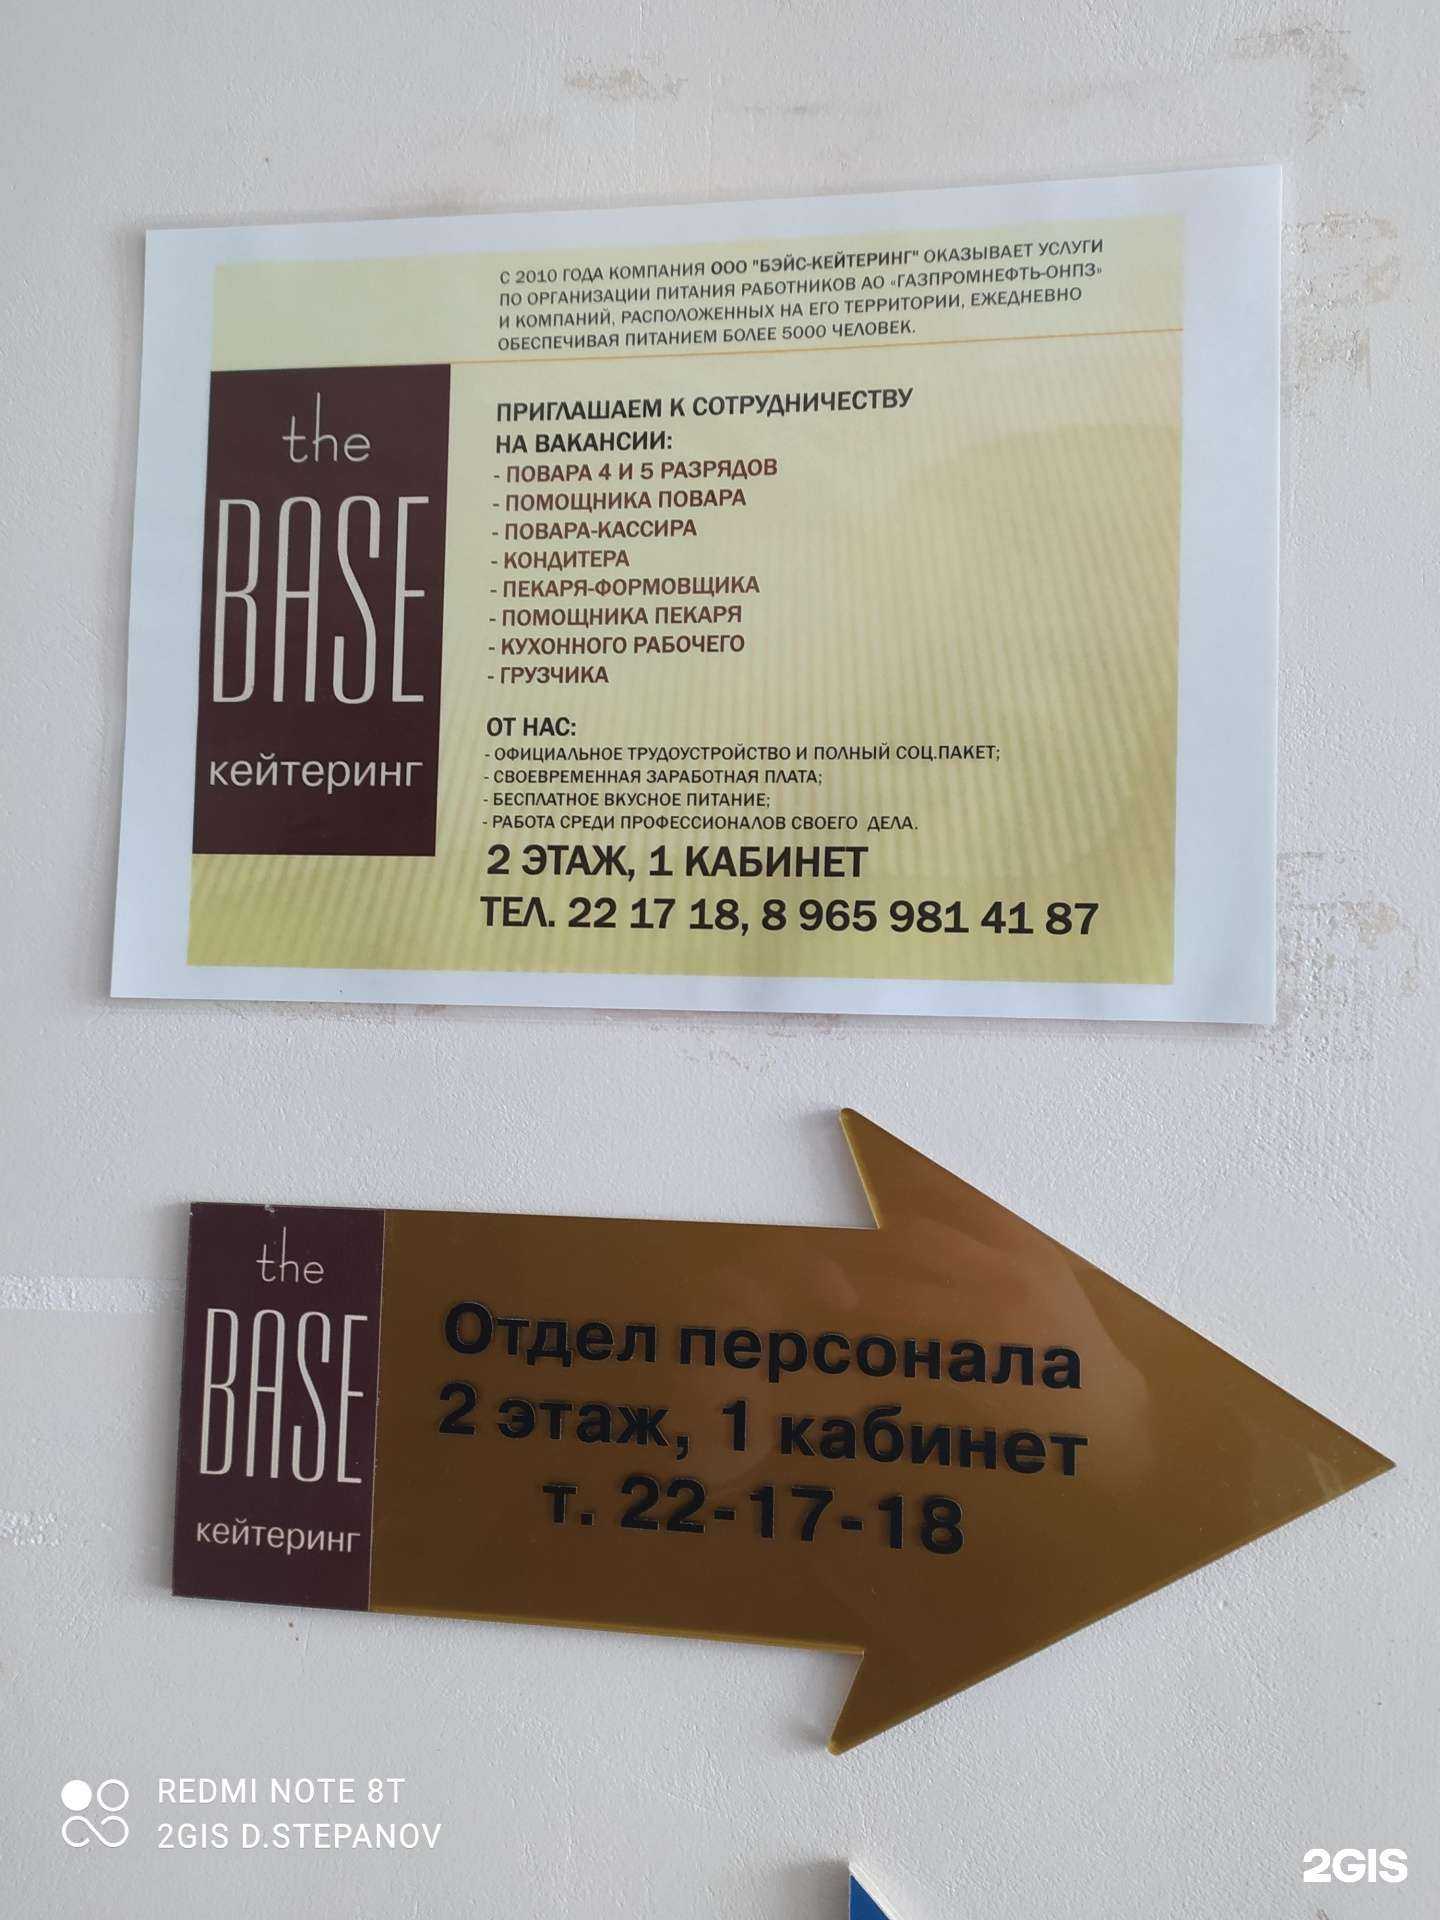 С 2010 ГОДА КОМПАНИЯ ООО "БЭЙС-КЕЙТЕРИНГ" ОКАЗЫВАЕТ УСЛУГИ
ПО ОРГАНИЗАЦИИ ПИТАНИЯ РАБОТНИКОВ АО «ГАЗПРОМНЕФТЬ-ОНПЗ»
И КОМПАНИЙ, РАСПОЛОЖЕННЫХ НА ЕГО ТЕРРИТОРИИ, ЕЖЕДНЕВНО
ОБЕСПЕЧИВАЯ ПИТАНИЕМ БОЛЕЕ 5000 ЧЕЛОВЕК.
the
BASE
кейтеринг
ПРИГЛАШАЕМ К СОТРУДНИЧЕСТВУ
НА ВАКАНСИИ:
- ПОВАРА 4 И 5 РАЗРЯДОВ
- ПОМОЩНИКА ПОВАРА
- ПОВАРА-КАССИРА
- КОНДИТЕРА
- ПЕКАРЯ-ФОРМОВЩИКА
- ПОМОЩНИКА ПЕКАРЯ
- КУХОННОГО РАБОЧЕГО
- ГРУЗЧИКА
ОТ НАС:
- ОФИЦИАЛЬНОЕ ТРУДОУСТРОЙСТВО И ПОЛНЫЙ СОЦ.ПАКЕТ;
- СВОЕВРЕМЕННАЯ ЗАРАБОТНАЯ ПЛАТА;
- БЕСПЛАТНОЕ ВКУСНОЕ ПИТАНИЕ;
- РАБОТА СРЕДИ ПРОФЕССИОНАЛОВ СВОЕГО ДЕЛА.
2 ЭТАЖ, 1 КАБИНЕТ
ТЕЛ. 22 17 18, 8 965 981 41 87
the
BASE
кейтеринг
Отдел персонала
2 этаж, 1 кабинет
т. 22-17-18
REDMI NOTE 8T
2GIS D.STEPANOV
2GIS